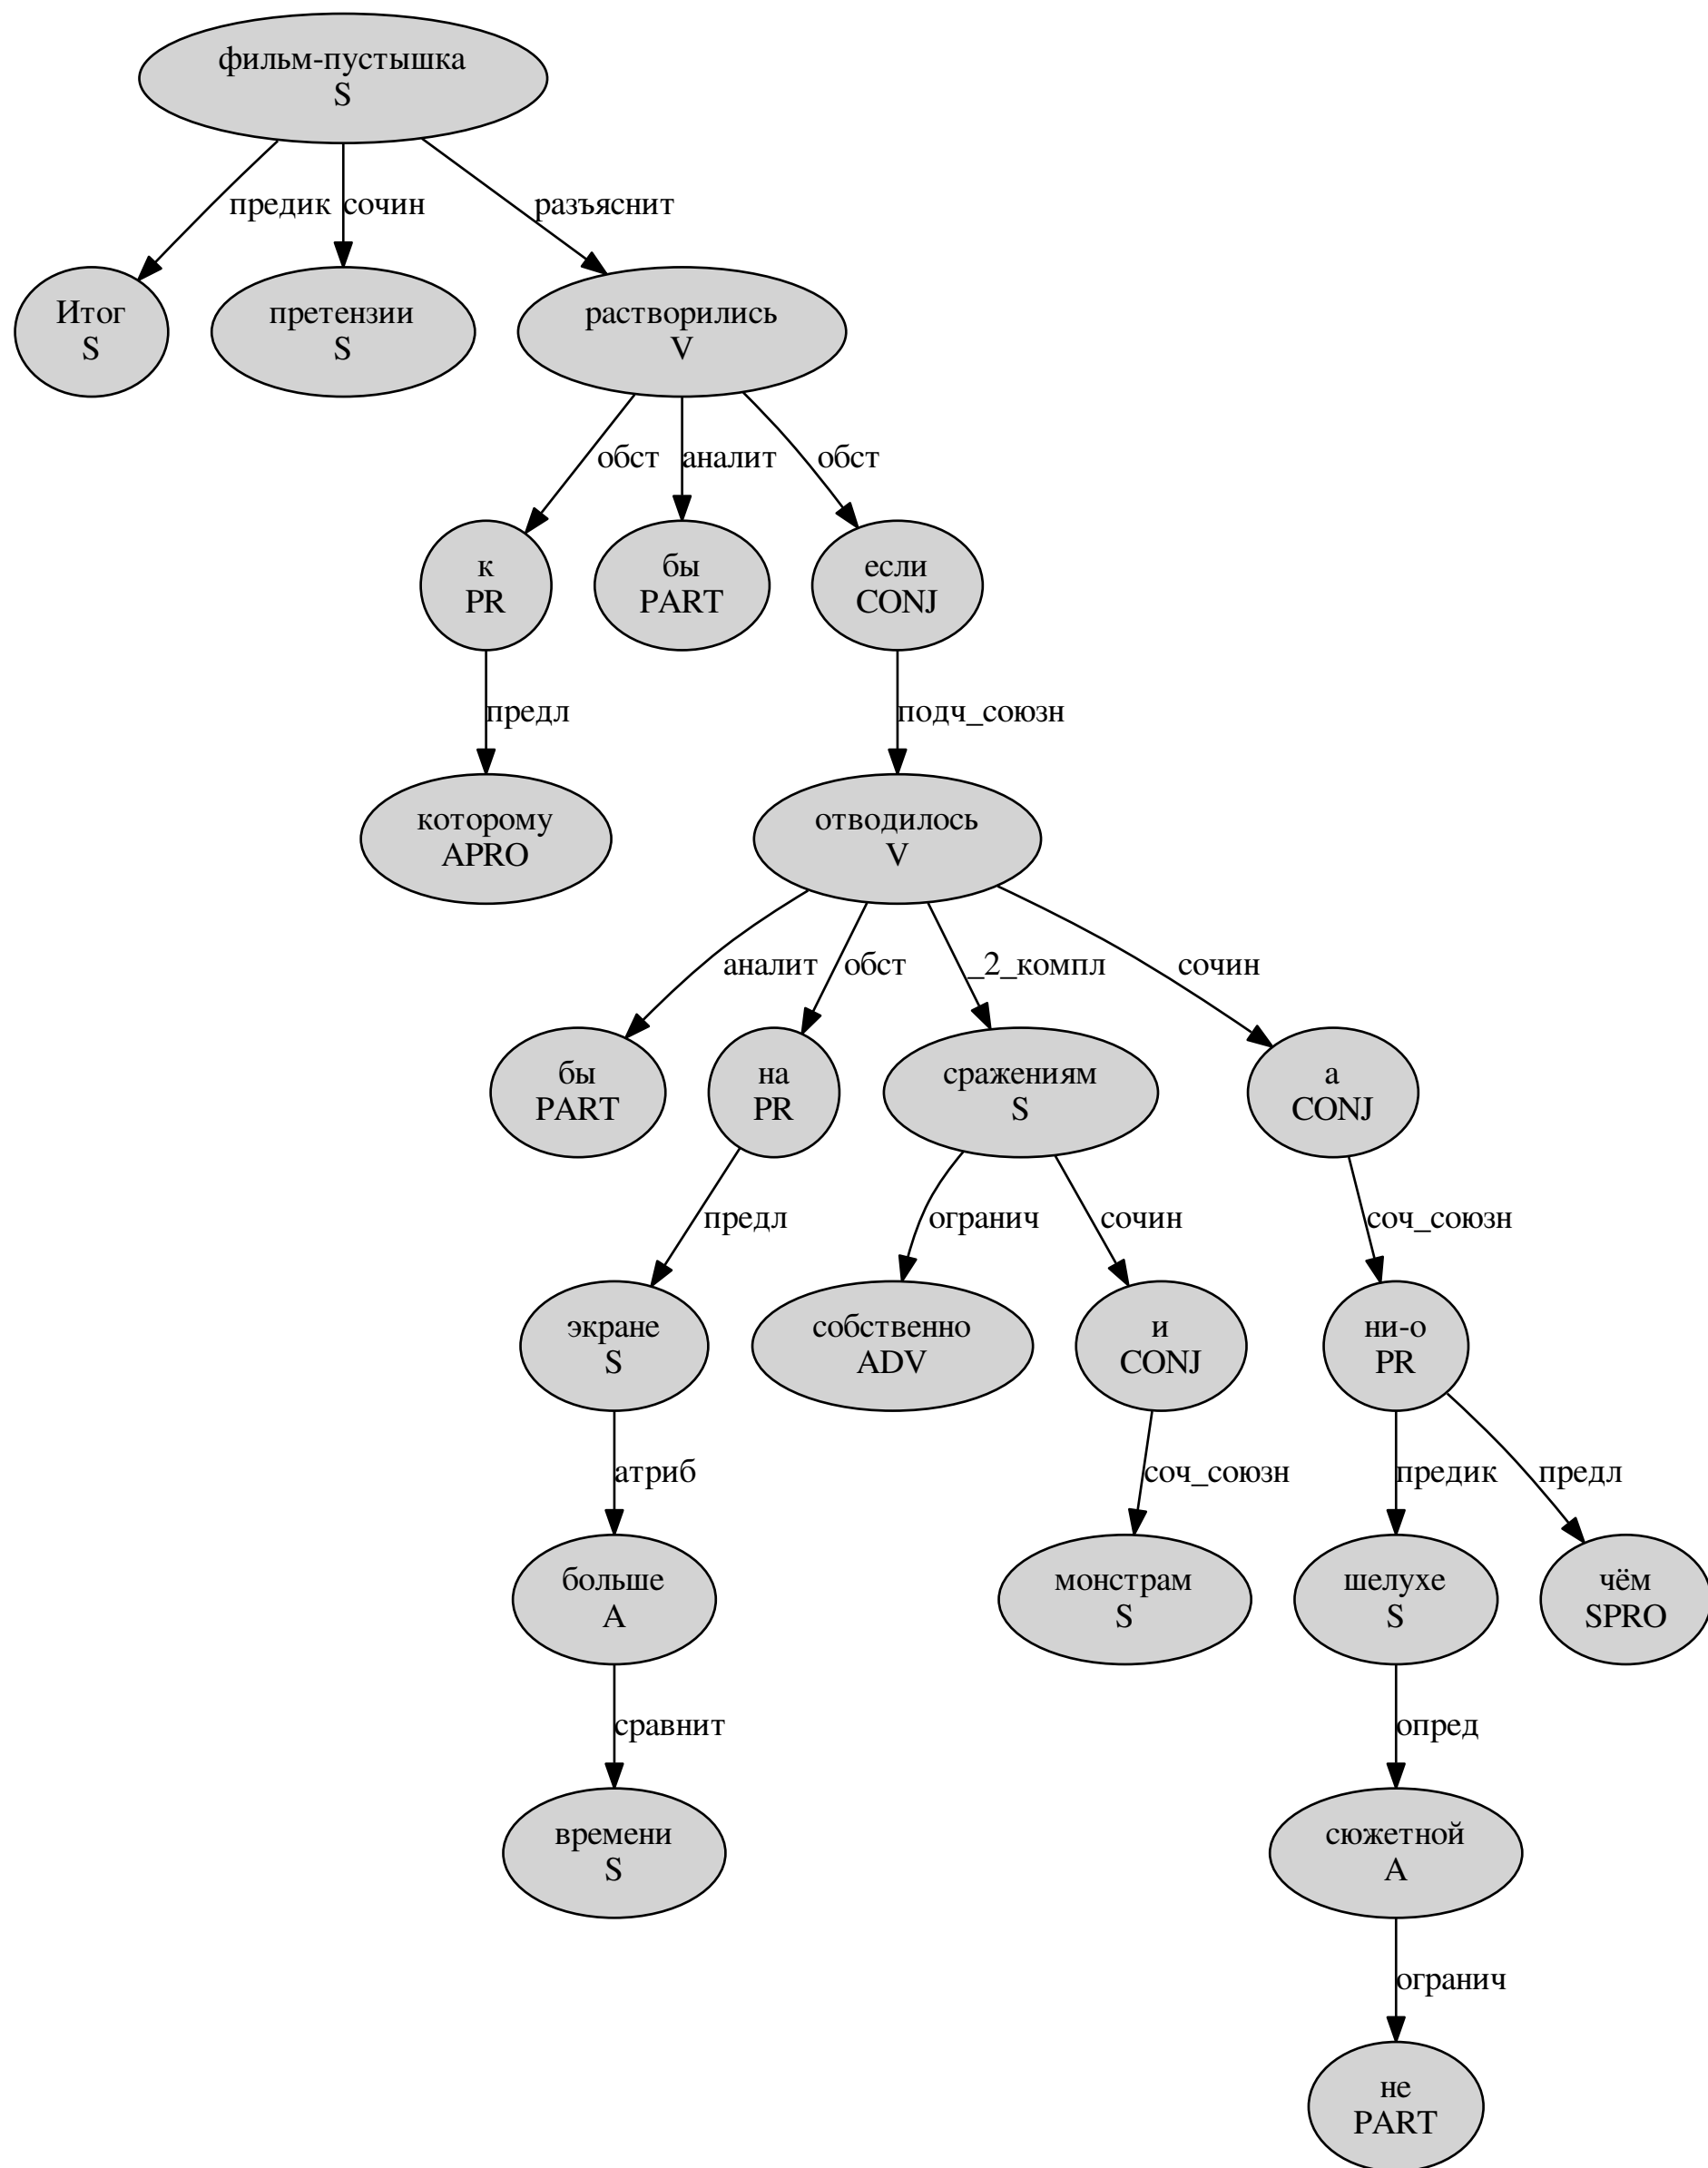 фильм-пустышка
S
предик
сочин
разъяснит
Итог
S
претензии
S
растворились
V
обст
аналит
обст
к
PR
бы
PART
если
CONJ
предл
подч_союзн
которому
APRO
отводилось
V
аналит
обст
_2_компл
сочин
бы
PART
на
PR
сражениям
S
а
CONJ
предл
огранич
сочин
соч_союзн
экране
S
собственно
ADV
и
CONJ
ни-о
PR
атриб
соч_союзн
предик
предл
больше
A
монстрам
S
шелухе
S
чём
SPRO
сравнит
опред
времени
S
сюжетной
A
огранич
не
PART